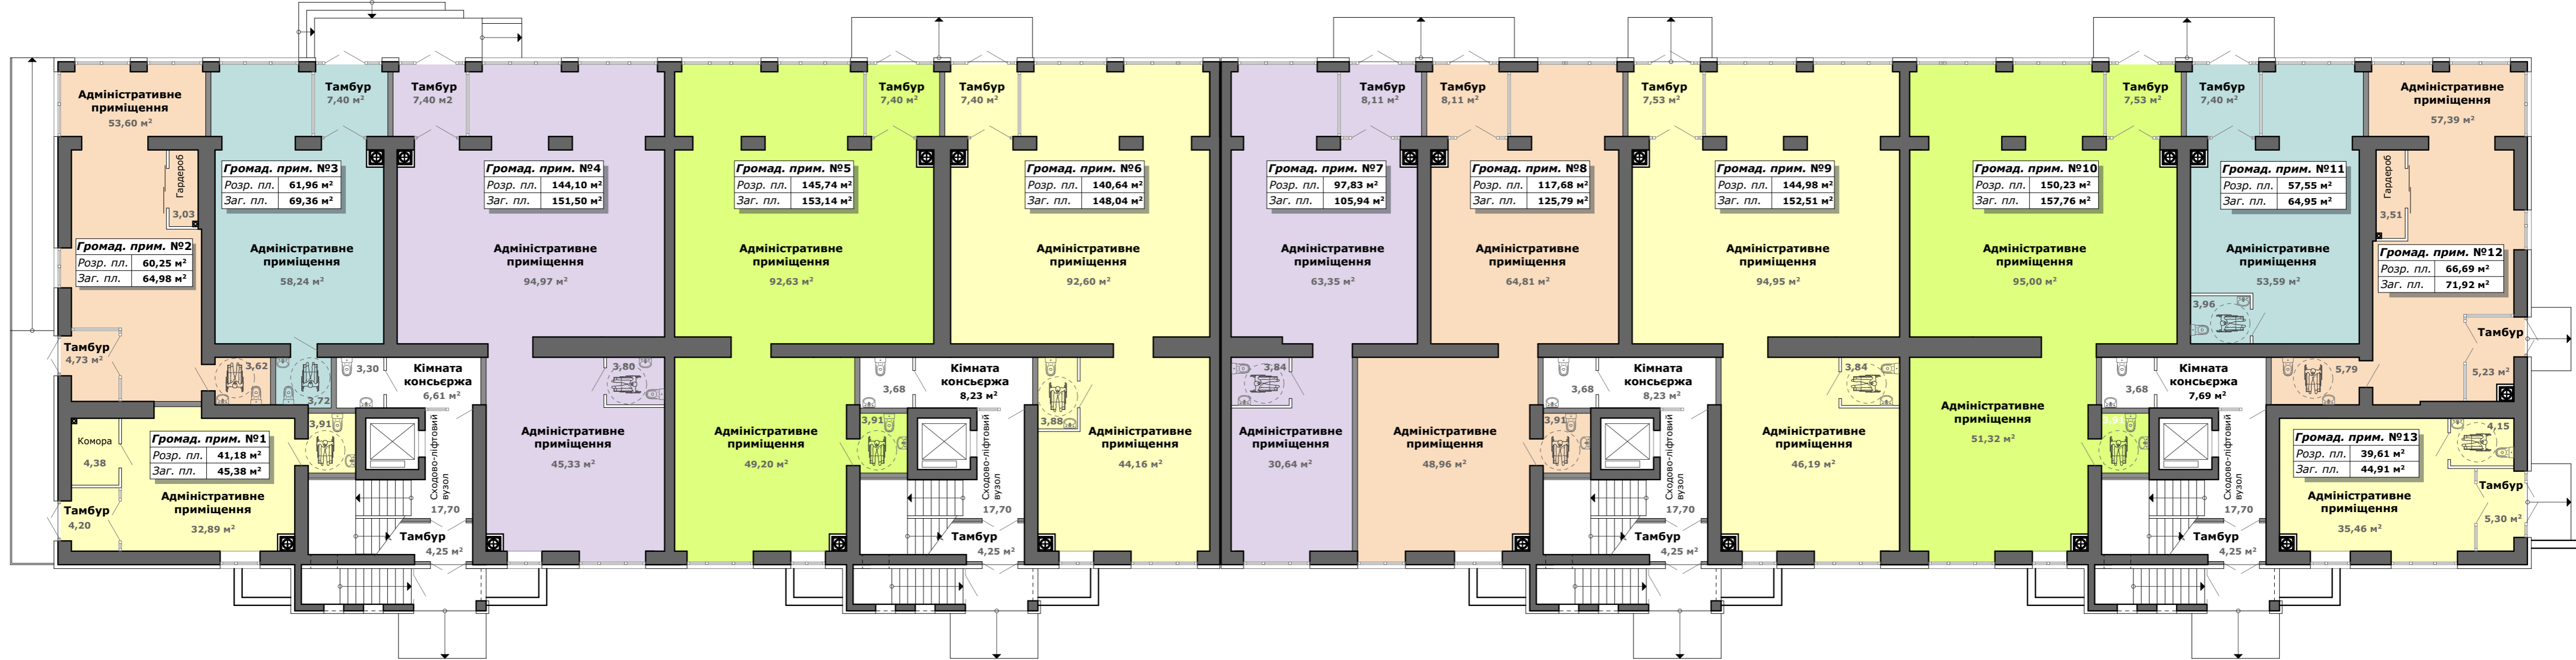 Адміністративне
приміщення
53,60 м²
Тамбур
7,40 м²
Тамбур
7,40 м2
Тамбур
7,40 м²
Тамбур
7,40 м²
Тамбур
8,11 м²
Тамбур
8,11 м²
Тамбур
7,53 м²
Тамбур
7,53 м²
Тамбур
7,40 м²
Адміністративне
приміщення
57,39 м²
Гардероб
3,03
Громад. прим. №2
Розр. пл. 60,25 м²
Заг. пл. 64,98 м²
Тамбур
4,73 м²
3,62
Громад. прим. №3
Розр. пл. 61,96 м²
Заг. пл. 69,36 м²
Адміністративне
приміщення
58,24 м²
3,72
Громад. прим. №4
Розр. пл. 144,10 м²
Заг. пл. 151,50 м²
Адміністративне
приміщення
94,97 м²
3,80
Адміністративне
приміщення
45,33 м²
Громад. прим. №5
Розр. пл. 145,74 м²
Заг. пл. 153,14 м²
Адміністративне
приміщення
92,63 м²
Адміністративне
приміщення
49,20 м²
3,91
Громад. прим. №6
Розр. пл. 140,64 м²
Заг. пл. 148,04 м²
Адміністративне
приміщення
92,60 м²
3,88
Адміністративне
приміщення
44,16 м²
Громад. прим. №7
Розр. пл. 97,83 м²
Заг. пл. 105,94 м²
Адміністративне
приміщення
63,35 м²
3,84
Адміністративне
приміщення
30,64 м²
Громад. прим. №8
Розр. пл. 117,68 м²
Заг. пл. 125,79 м²
Адміністративне
приміщення
64,81 м²
Адміністративне
приміщення
48,96 м²
3,91
Громад. прим. №9
Розр. пл. 144,98 м²
Заг. пл. 152,51 м²
Адміністративне
приміщення
94,95 м²
3,84
Адміністративне
приміщення
46,19 м²
Громад. прим. №10
Розр. пл. 150,23 м²
Заг. пл. 157,76 м²
Адміністративне
приміщення
95,00 м²
Адміністративне
приміщення
51,32 м²
3,91
Громад. прим. №11
Розр. пл. 57,55 м²
Заг. пл. 64,95 м²
Адміністративне
приміщення
53,59 м²
3,96
Гардероб
3,51
Громад. прим. №12
Розр. пл. 66,69 м²
Заг. пл. 71,92 м²
Тамбур
5,23 м²
5,79
Комора
4,38
Громад. прим. №1
Розр. пл. 41,18 м²
Заг. пл. 45,38 м²
Адміністративне
приміщення
32,89 м²
Тамбур
4,20
3,91
3,30
Кімната
консьєржа
6,61 м²
Сходово-ліфтовий
вузол
17,70
Тамбур
4,25 м²
3,68
Кімната
консьєржа
8,23 м²
Сходово-ліфтовий
вузол
17,70
Тамбур
4,25 м²
3,68
Кімната
консьєржа
8,23 м²
Сходово-ліфтовий
вузол
17,70
Тамбур
4,25 м²
3,68
Кімната
консьєржа
7,69 м²
Сходово-ліфтовий
вузол
17,70
Тамбур
4,25 м²
Громад. прим. №13
Розр. пл. 39,61 м²
Заг. пл. 44,91 м²
Адміністративне
приміщення
35,46 м²
4,15
Тамбур
5,30 м²